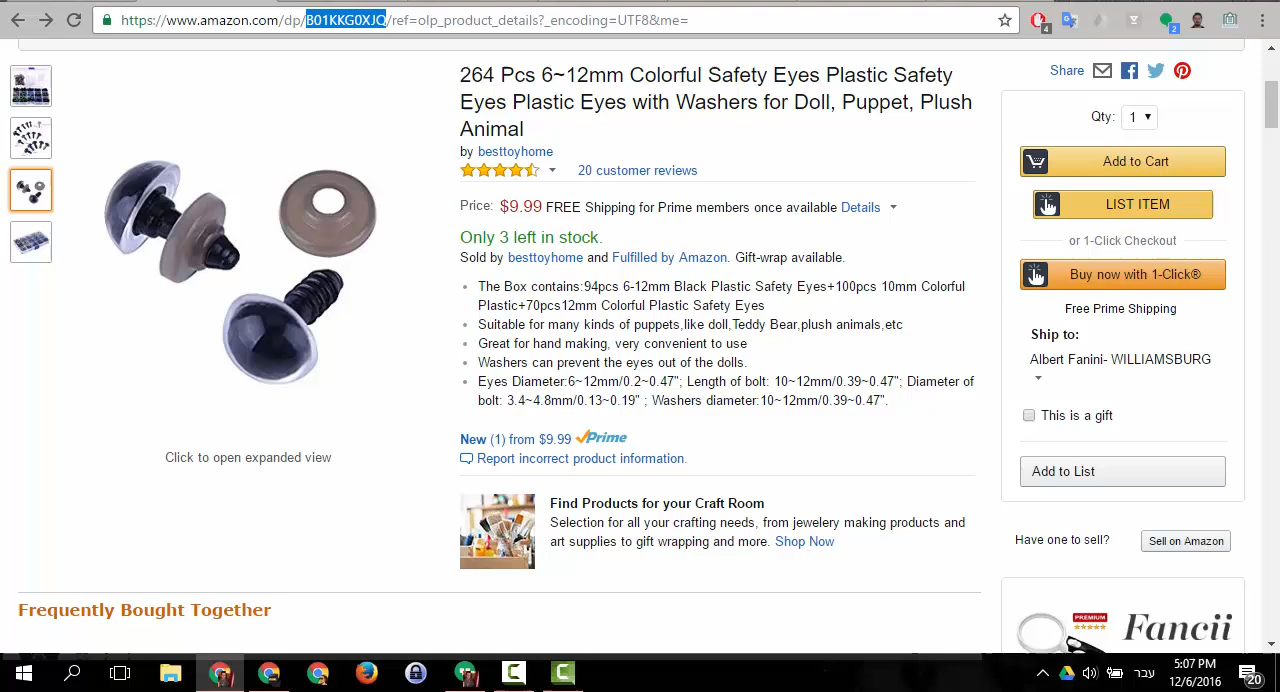 https://www.amazon.com/dp/B01KKG0XJQ/ref=olp_product_details?_encoding=UTF8&me=
4
2
264 Pcs 6~12mm Colorful Safety Eyes Plastic Safety
Eyes Plastic Eyes with Washers for Doll, Puppet, Plush
Animal
by besttoyhome
20 customer reviews
Price: $9.99 FREE Shipping for Prime members once available Details
Only 3 left in stock.
Sold by besttoyhome and Fulfilled by Amazon. Gift-wrap available.
The Box contains:94pcs 6-12mm Black Plastic Safety Eyes+100pcs 10mm Colorful
Plastic+70pcs12mm Colorful Plastic Safety Eyes
Suitable for many kinds of puppets,like doll,Teddy Bear,plush animals,etc
Great for hand making, very convenient to use
Washers can prevent the eyes out of the dolls.
Eyes Diameter:6~12mm/0.2~0.47"; Length of bolt: 10~12mm/0.39~0.47"; Diameter of
bolt: 3.4~4.8mm/0.13~0.19" ; Washers diameter:10~12mm/0.39~0.47".
New (1) from $9.99 Prime
Report incorrect product information.
Click to open expanded view
Find Products for your Craft Room
Selection for all your crafting needs, from jewelery making products and
art supplies to gift wrapping and more. Shop Now
Share
Qty: 1
Add to Cart
LIST ITEM
or 1-Click Checkout
Buy now with 1-Click®
Free Prime Shipping
Ship to:
Albert Fanini- WILLIAMSBURG
This is a gift
Add to List
Have one to sell?
Sell on Amazon
PREMIUM
Fancii
Frequently Bought Together
עבר
5:07 PM
12/6/2016
20